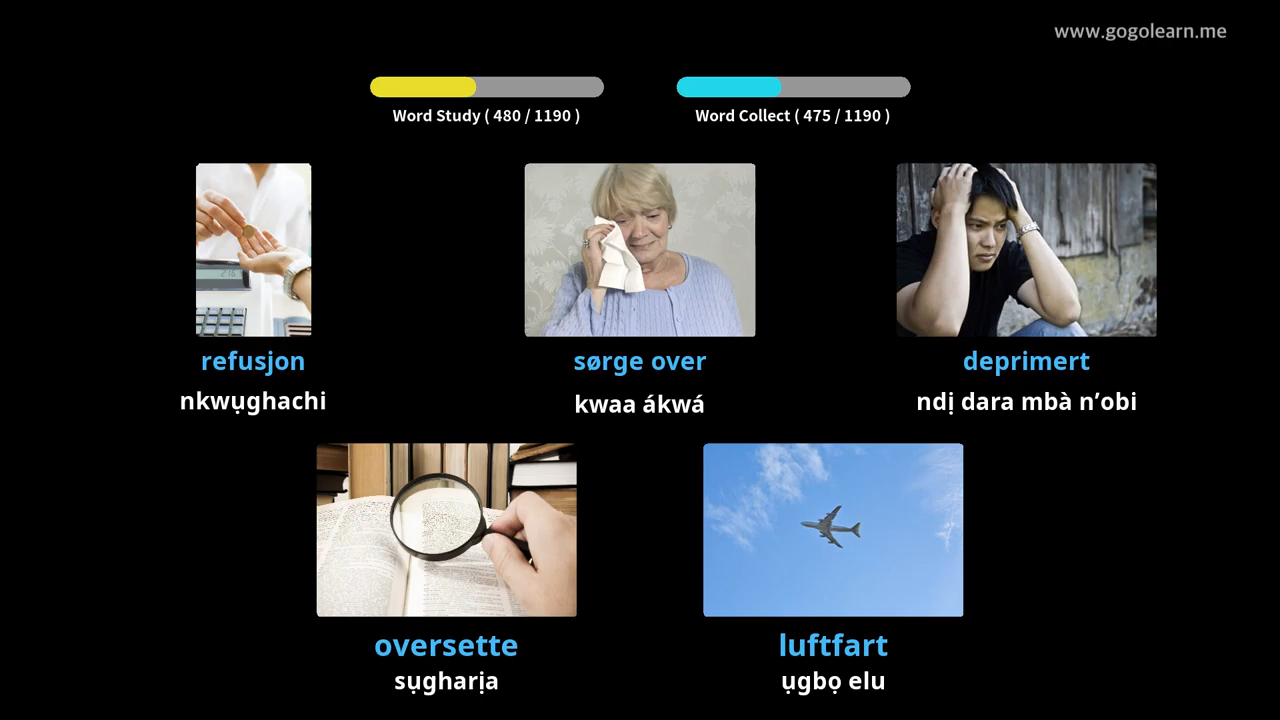 www.gogolearn.me
Word Study ( 480 / 1190 )
Word Collect ( 475 / 1190 )
refusjon
nkwụghachi
sørge over
kwaa ákwá
deprimert
ndị dara mbà n’obi
oversette
sụgharịa
luftfart
ụgbọ elu